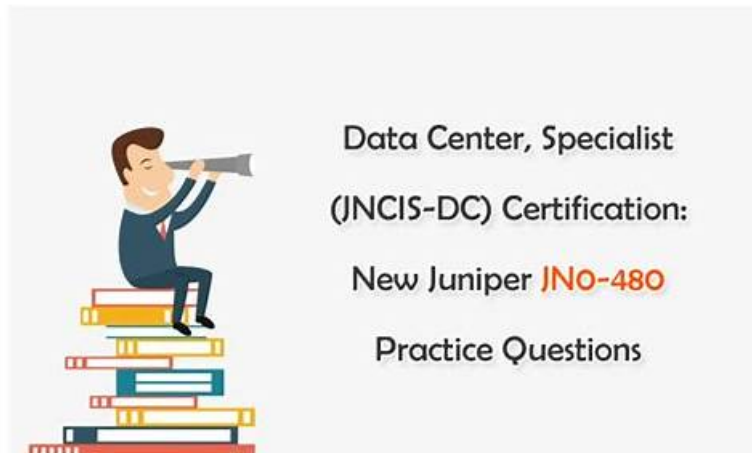 Data Center, Specialist
(JNCIS-DC) Certification:
New Juniper JN0-480
Practice Questions